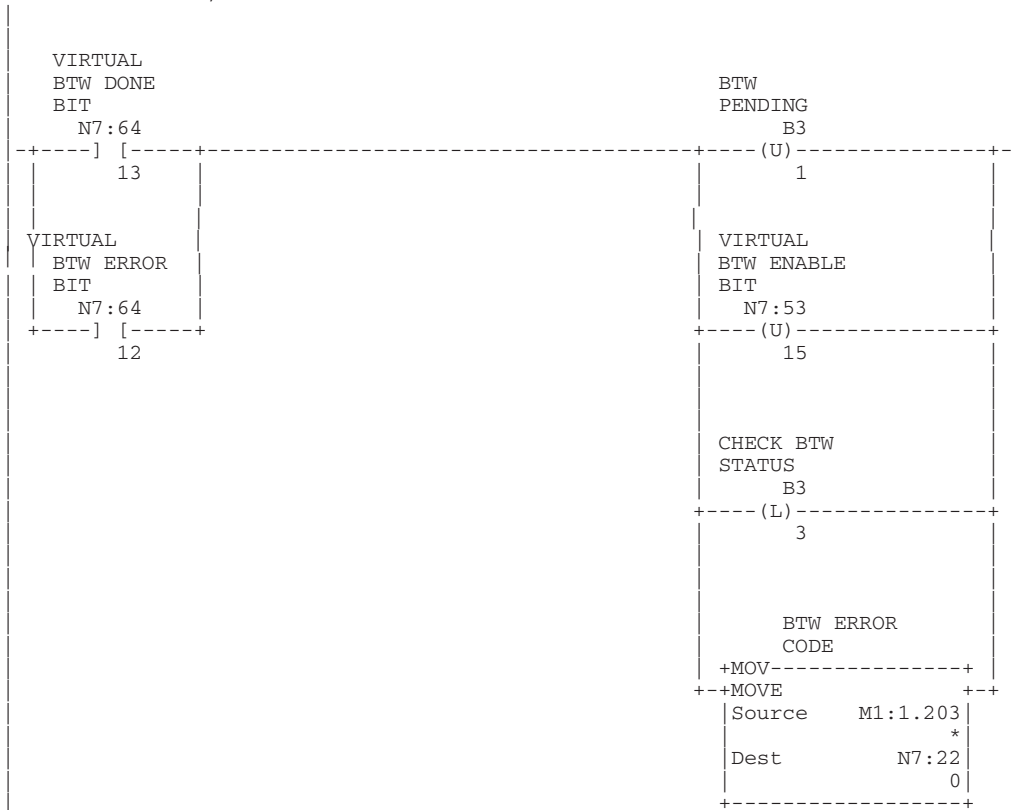 VIRTUAL
BTW DONE
BIT
N7:64
] [
13
BTW
PENDING
B3
(U)
1
VIRTUAL
BTW ERROR
BIT
N7:64
] [
12
VIRTUAL
BTW ENABLE
BIT
N7:53
(U)
15
CHECK BTW
STATUS
B3
(L)
3
BTW ERROR
CODE
MOV
MOVE
Source M1:1.203
*
Dest N7:22
0